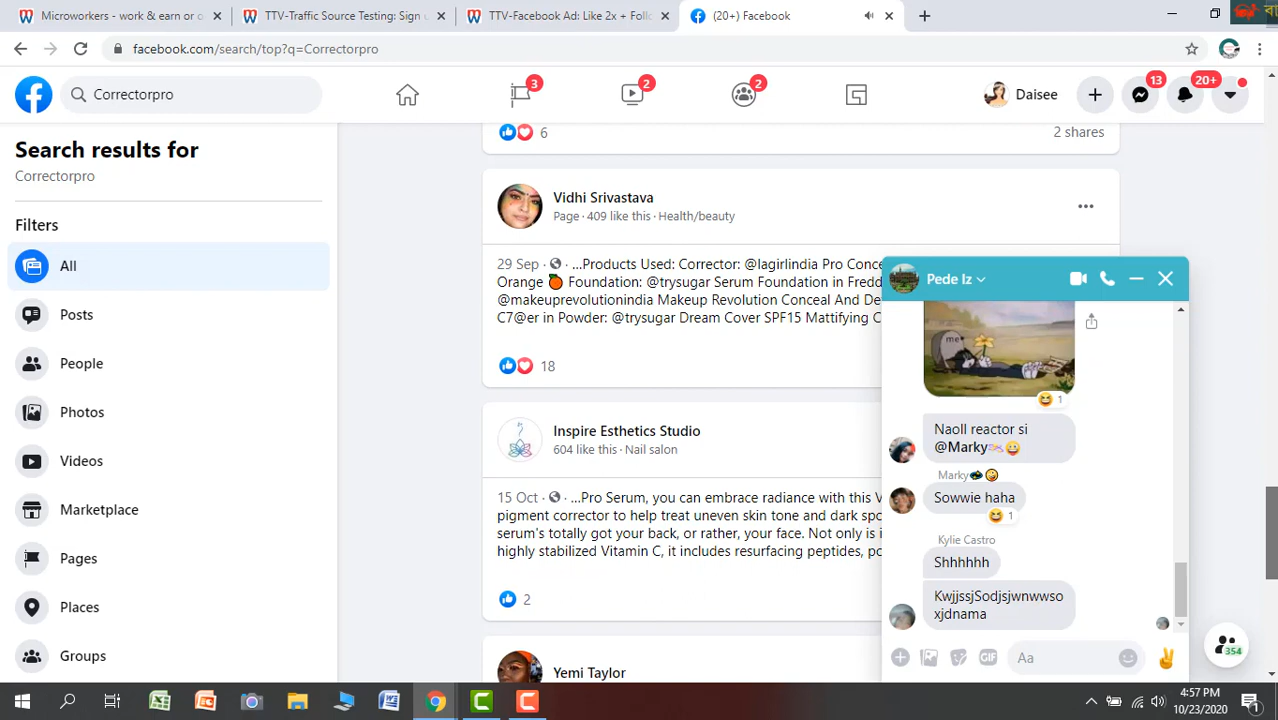 Microworkers - work & earn or o
TTV-Traffic Source Testing: Sign u
TTV-Facebook Ad: Like 2x + Foll
(20+) Facebook
facebook.com/search/top?q=Correctorpro
Correctorpro
3
2
2
Daisee
13
20+
Search results for
Correctorpro
Filters
All
Posts
People
Photos
Videos
Marketplace
Pages
Places
Groups
6
2 shares
Vidhi Srivastava
Page · 409 like this · Health/beauty
29 Sep · ...Products Used: Corrector: @lagirlindia Pro Conce
Orange 🍊 Foundation: @trysugar Serum Foundation in Fredd
@makeuprevolutionindia Makeup Revolution Conceal And De
C7@er in Powder: @trysugar Dream Cover SPF15 Mattifying C
18
Inspire Esthetics Studio
604 like this · Nail salon
15 Oct · ...Pro Serum, you can embrace radiance with this V
pigment corrector to help treat uneven skin tone and dark spo
serum's totally got your back, or rather, your face. Not only is i
highly stabilized Vitamin C, it includes resurfacing peptides, po
2
Yemi Taylor
Pede Iz
me
1
Naoll reactor si
@Marky 😀
Marky
Sowwie haha
1
Kylie Castro
Shhhhhh
KwjjssjSodjsjwnwwso
xjdnama
GIF
Aa
354
4:57 PM
10/23/2020
1